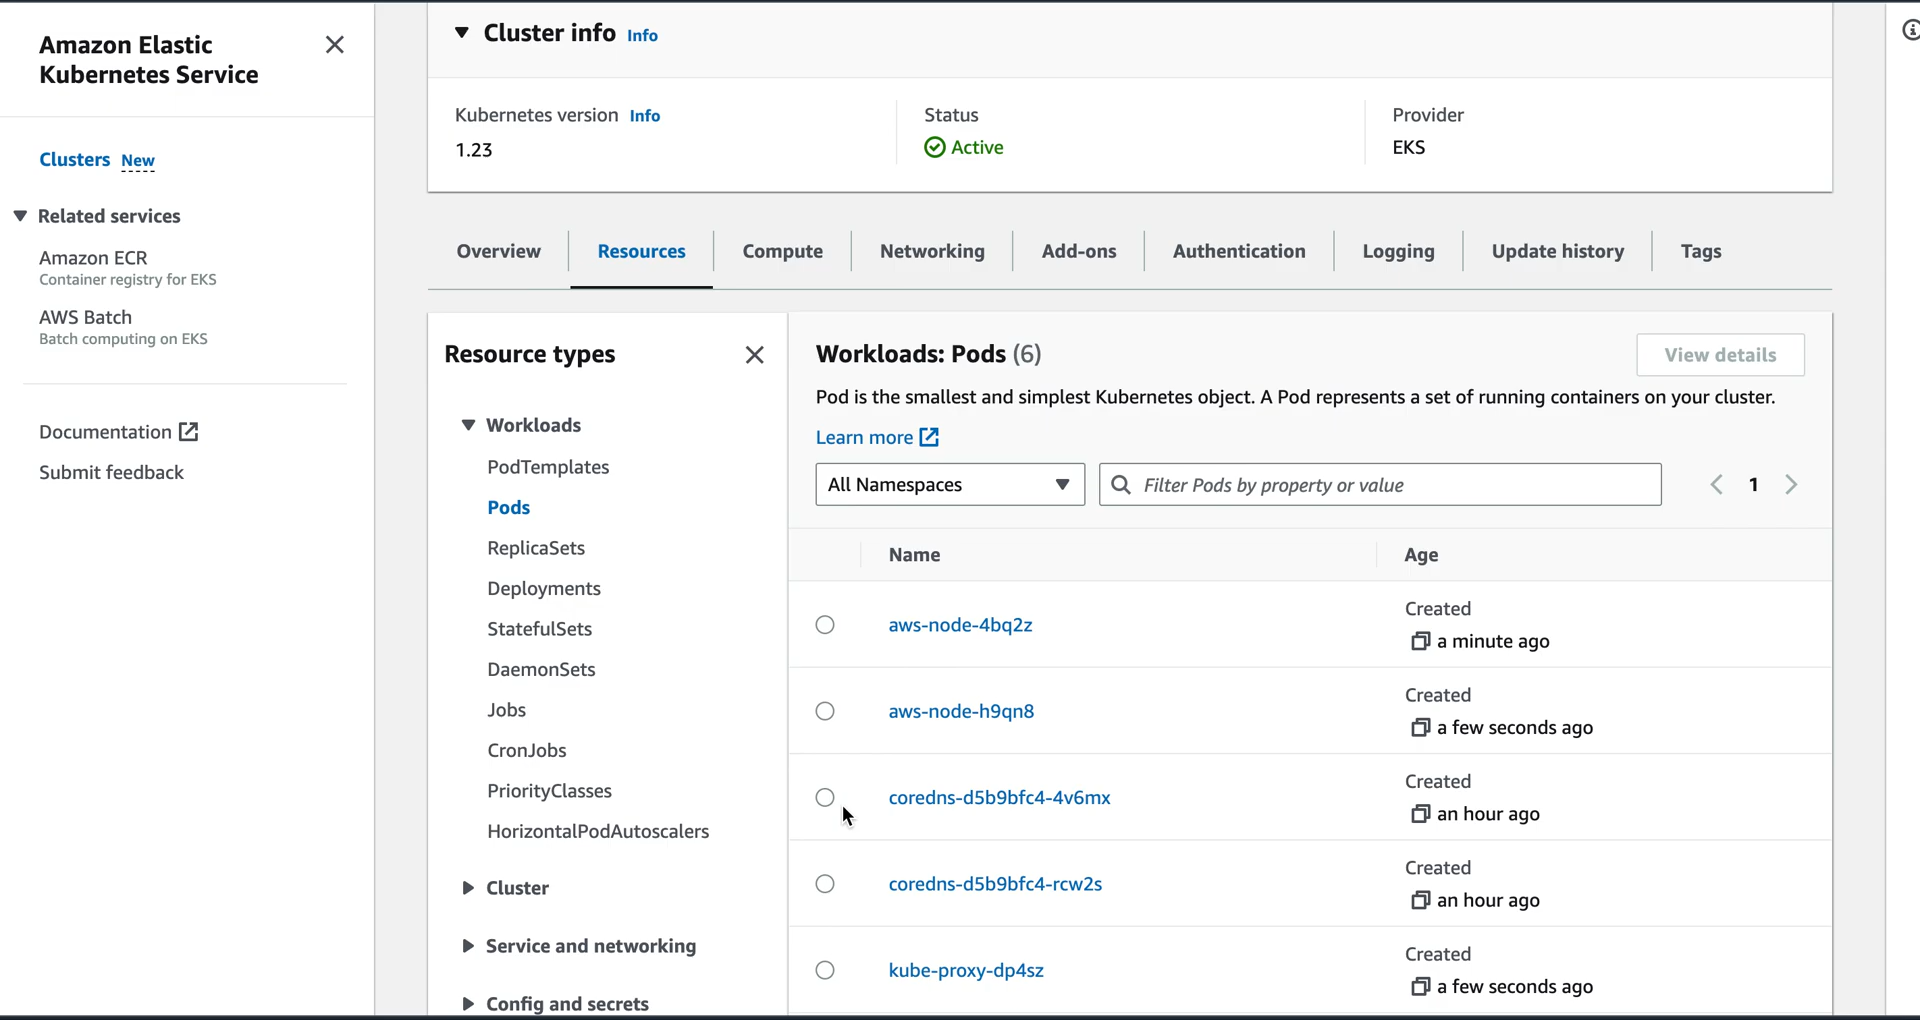 Amazon Elastic
Kubernetes Service
Clusters New
Related services
Amazon ECR
Container registry for EKS
AWS Batch
Batch computing on EKS
Documentation
Submit feedback
Cluster info Info
Kubernetes version Info
1.23
Status
Active
Provider
EKS
Overview
Resources
Compute
Networking
Add-ons
Authentication
Logging
Update history
Tags
Resource types
Workloads
PodTemplates
Pods
ReplicaSets
Deployments
StatefulSets
DaemonSets
Jobs
CronJobs
PriorityClasses
HorizontalPodAutoscalers
Cluster
Service and networking
Config and secrets
Workloads: Pods (6)
View details
Pod is the smallest and simplest Kubernetes object. A Pod represents a set of running containers on your cluster.
Learn more
All Namespaces
Filter Pods by property or value
1
Name
Age
aws-node-4bq2z
Created
a minute ago
aws-node-h9qn8
Created
a few seconds ago
coredns-d5b9bfc4-4v6mx
Created
an hour ago
coredns-d5b9bfc4-rcw2s
Created
an hour ago
kube-proxy-dp4sz
Created
a few seconds ago